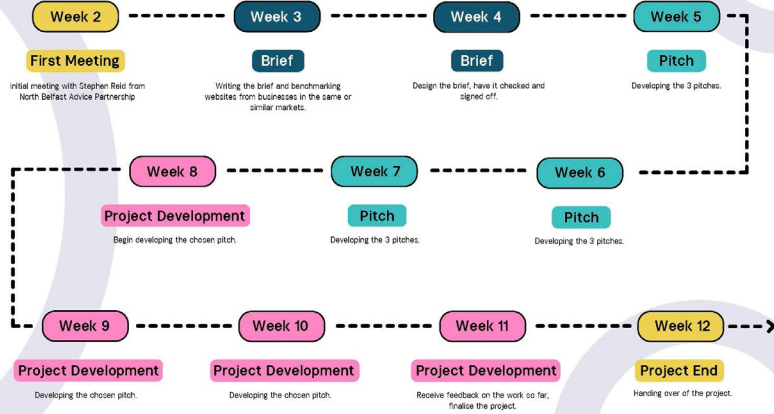 Week 2
Week 3
Week 4
Week 5
First Meeting
Brief
Brief
Pitch
Initial meeting with Stephen Reid from
North Belfast Advice Partnership
Writing the brief and benchmarking
websites from businesses in the same or
similar markets.
Design the brief, have it checked and
signed off.
Developing the 3 pitches.
Week 8
Week 7
Week 6
Project Development
Pitch
Pitch
Begin developing the chosen pitch.
Developing the 3 pitches.
Developing the 3 pitches.
Week 9
Week 10
Week 11
Week 12
Project Development
Project Development
Project Development
Project End
Developing the chosen pitch.
Developing the chosen pitch.
Receive feedback on the work so far,
finalise the project.
Handing over of the project.